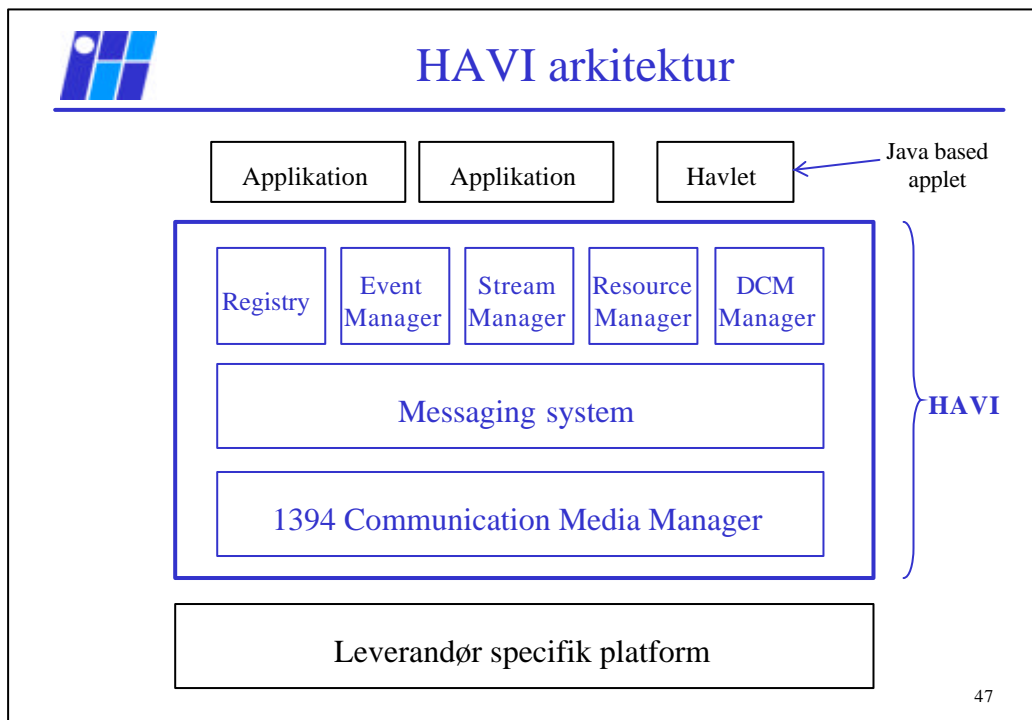 HAVI arkitektur
Applikation
Applikation
Havlet
Java based
applet
Registry
Event
Manager
Stream
Manager
Resource
Manager
DCM
Manager
Messaging system
HAVI
1394 Communication Media Manager
Leverandør specifik platform
47